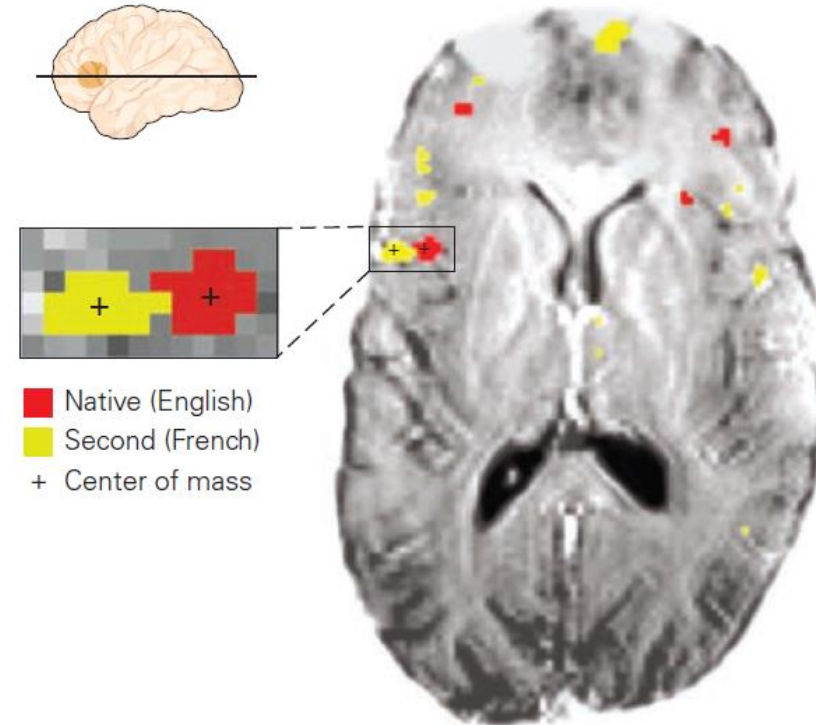 Native (English)
Second (French)
+ Center of mass